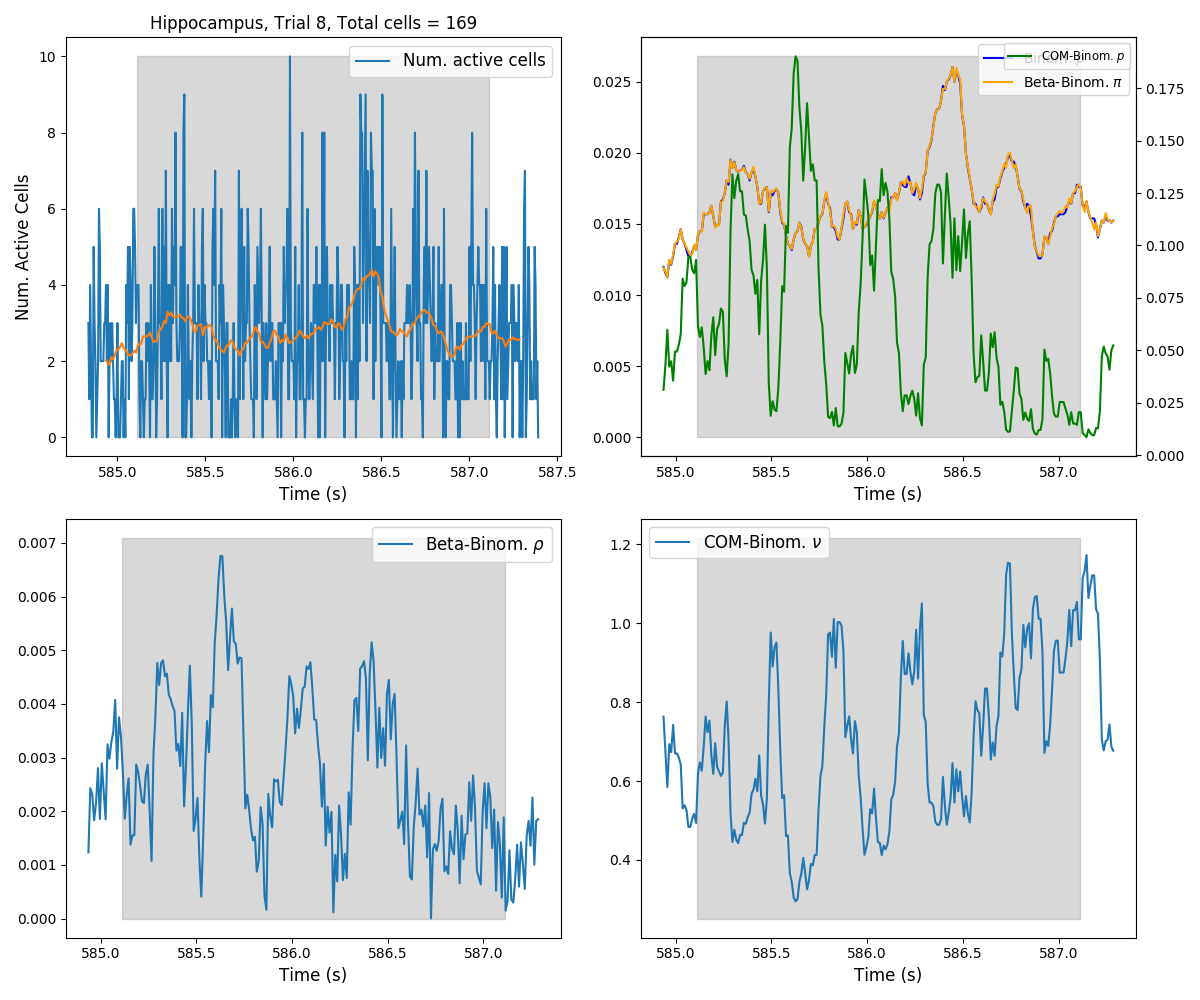 Hippocampus, Trial 8, Total cells = 169
Num. active cells
Num. Active Cells
10
8
6
4
2
0
585.0 585.5 586.0 586.5 587.0 587.5
Time (s)
COM-Binom. p
Binom. p
Beta-Binom. π
0.025
0.020
0.015
0.010
0.005
0.000
0.175
0.150
0.125
0.100
0.075
0.050
0.025
0.000
585.0 585.5 586.0 586.5 587.0
Time (s)
Beta-Binom. ρ
0.007
0.006
0.005
0.004
0.003
0.002
0.001
0.000
585.0 585.5 586.0 586.5 587.0
Time (s)
COM-Binom. ν
1.2
1.0
0.8
0.6
0.4
585.0 585.5 586.0 586.5 587.0
Time (s)